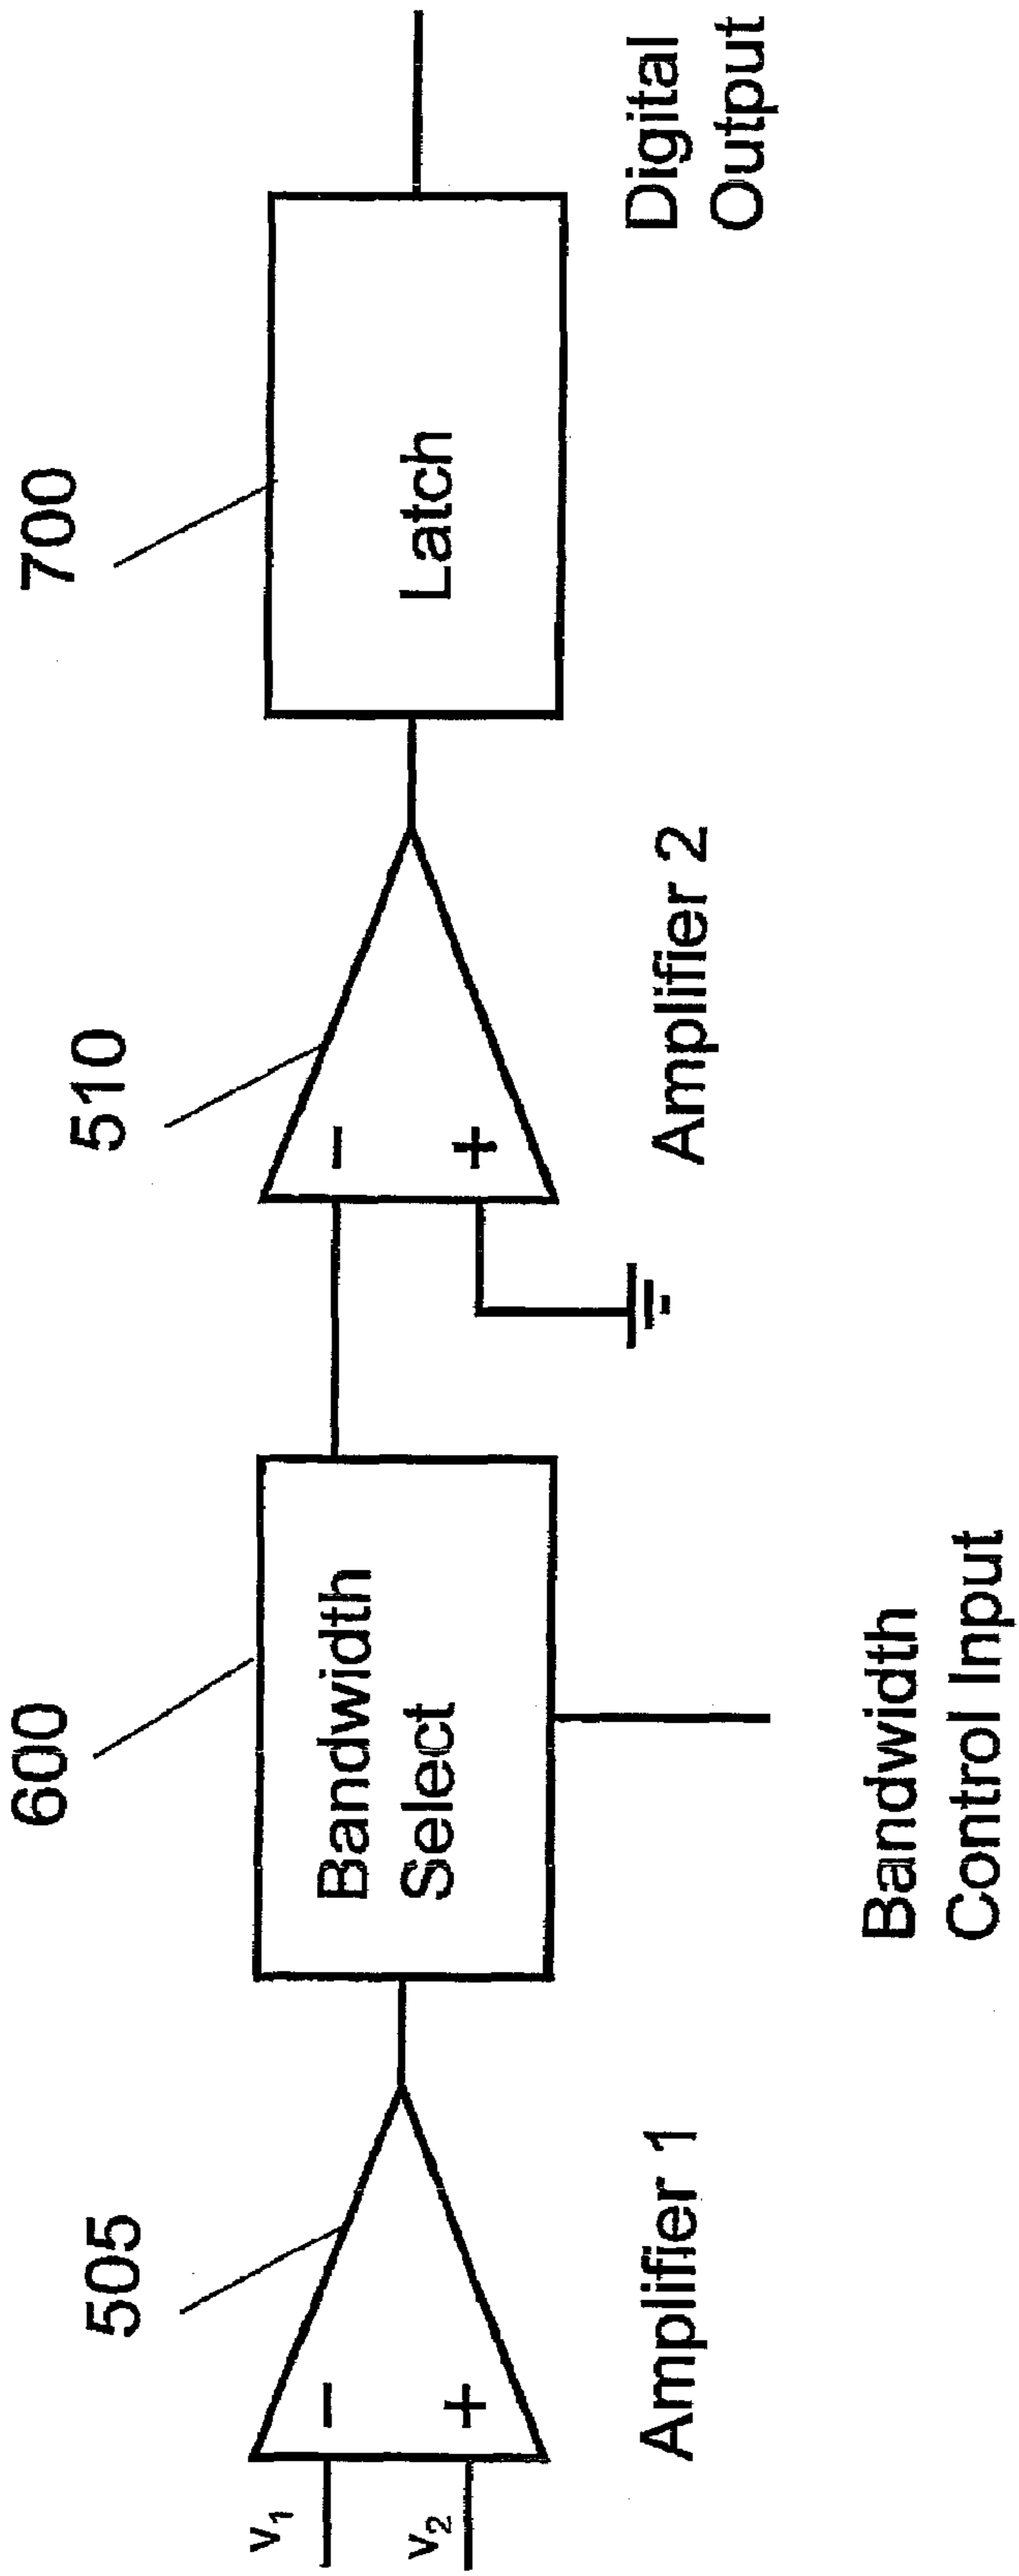 505
600
510
700
v₁
v₂
−
+
Bandwidth
Select
−
+
Latch
Amplifier 1
Bandwidth
Control Input
Amplifier 2
Digital
Output